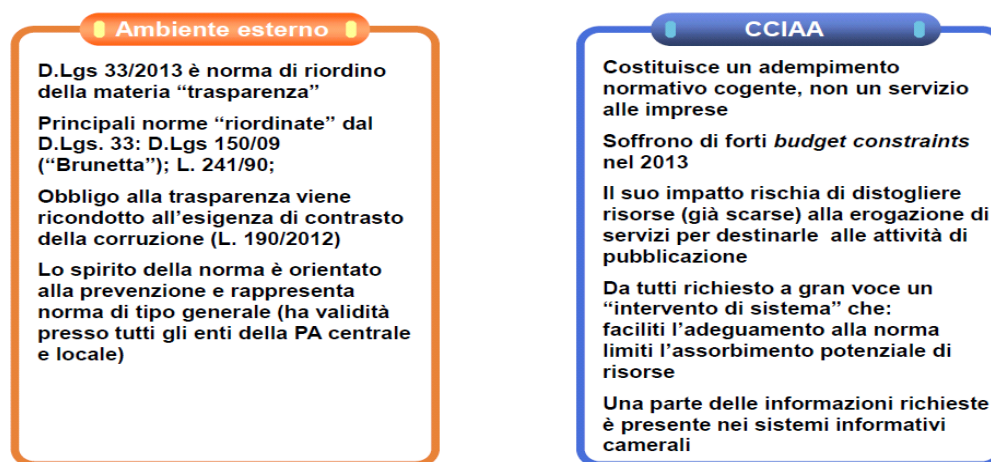 Ambiente esterno
D.Lgs 33/2013 è norma di riordino
della materia “trasparenza”
Principali norme “riordinate” dal
D.Lgs. 33: D.Lgs 150/09
(“Brunetta”); L. 241/90;
Obbligo alla trasparenza viene
ricondotto all’esigenza di contrasto
della corruzione (L. 190/2012)
Lo spirito della norma è orientato
alla prevenzione e rappresenta
norma di tipo generale (ha validità
presso tutti gli enti della PA centrale
e locale)
CCIAA
Costituisce un adempimento
normativo cogente, non un servizio
alle imprese
Soffrono di forti budget constraints
nel 2013
Il suo impatto rischia di distogliere
risorse (già scarse) alla erogazione di
servizi per destinarle alle attività di
pubblicazione
Da tutti richiesto a gran voce un
“intervento di sistema” che:
faciliti l’adeguamento alla norma
limiti l’assorbimento potenziale di
risorse
Una parte delle informazioni richieste
è presente nei sistemi informativi
camerali